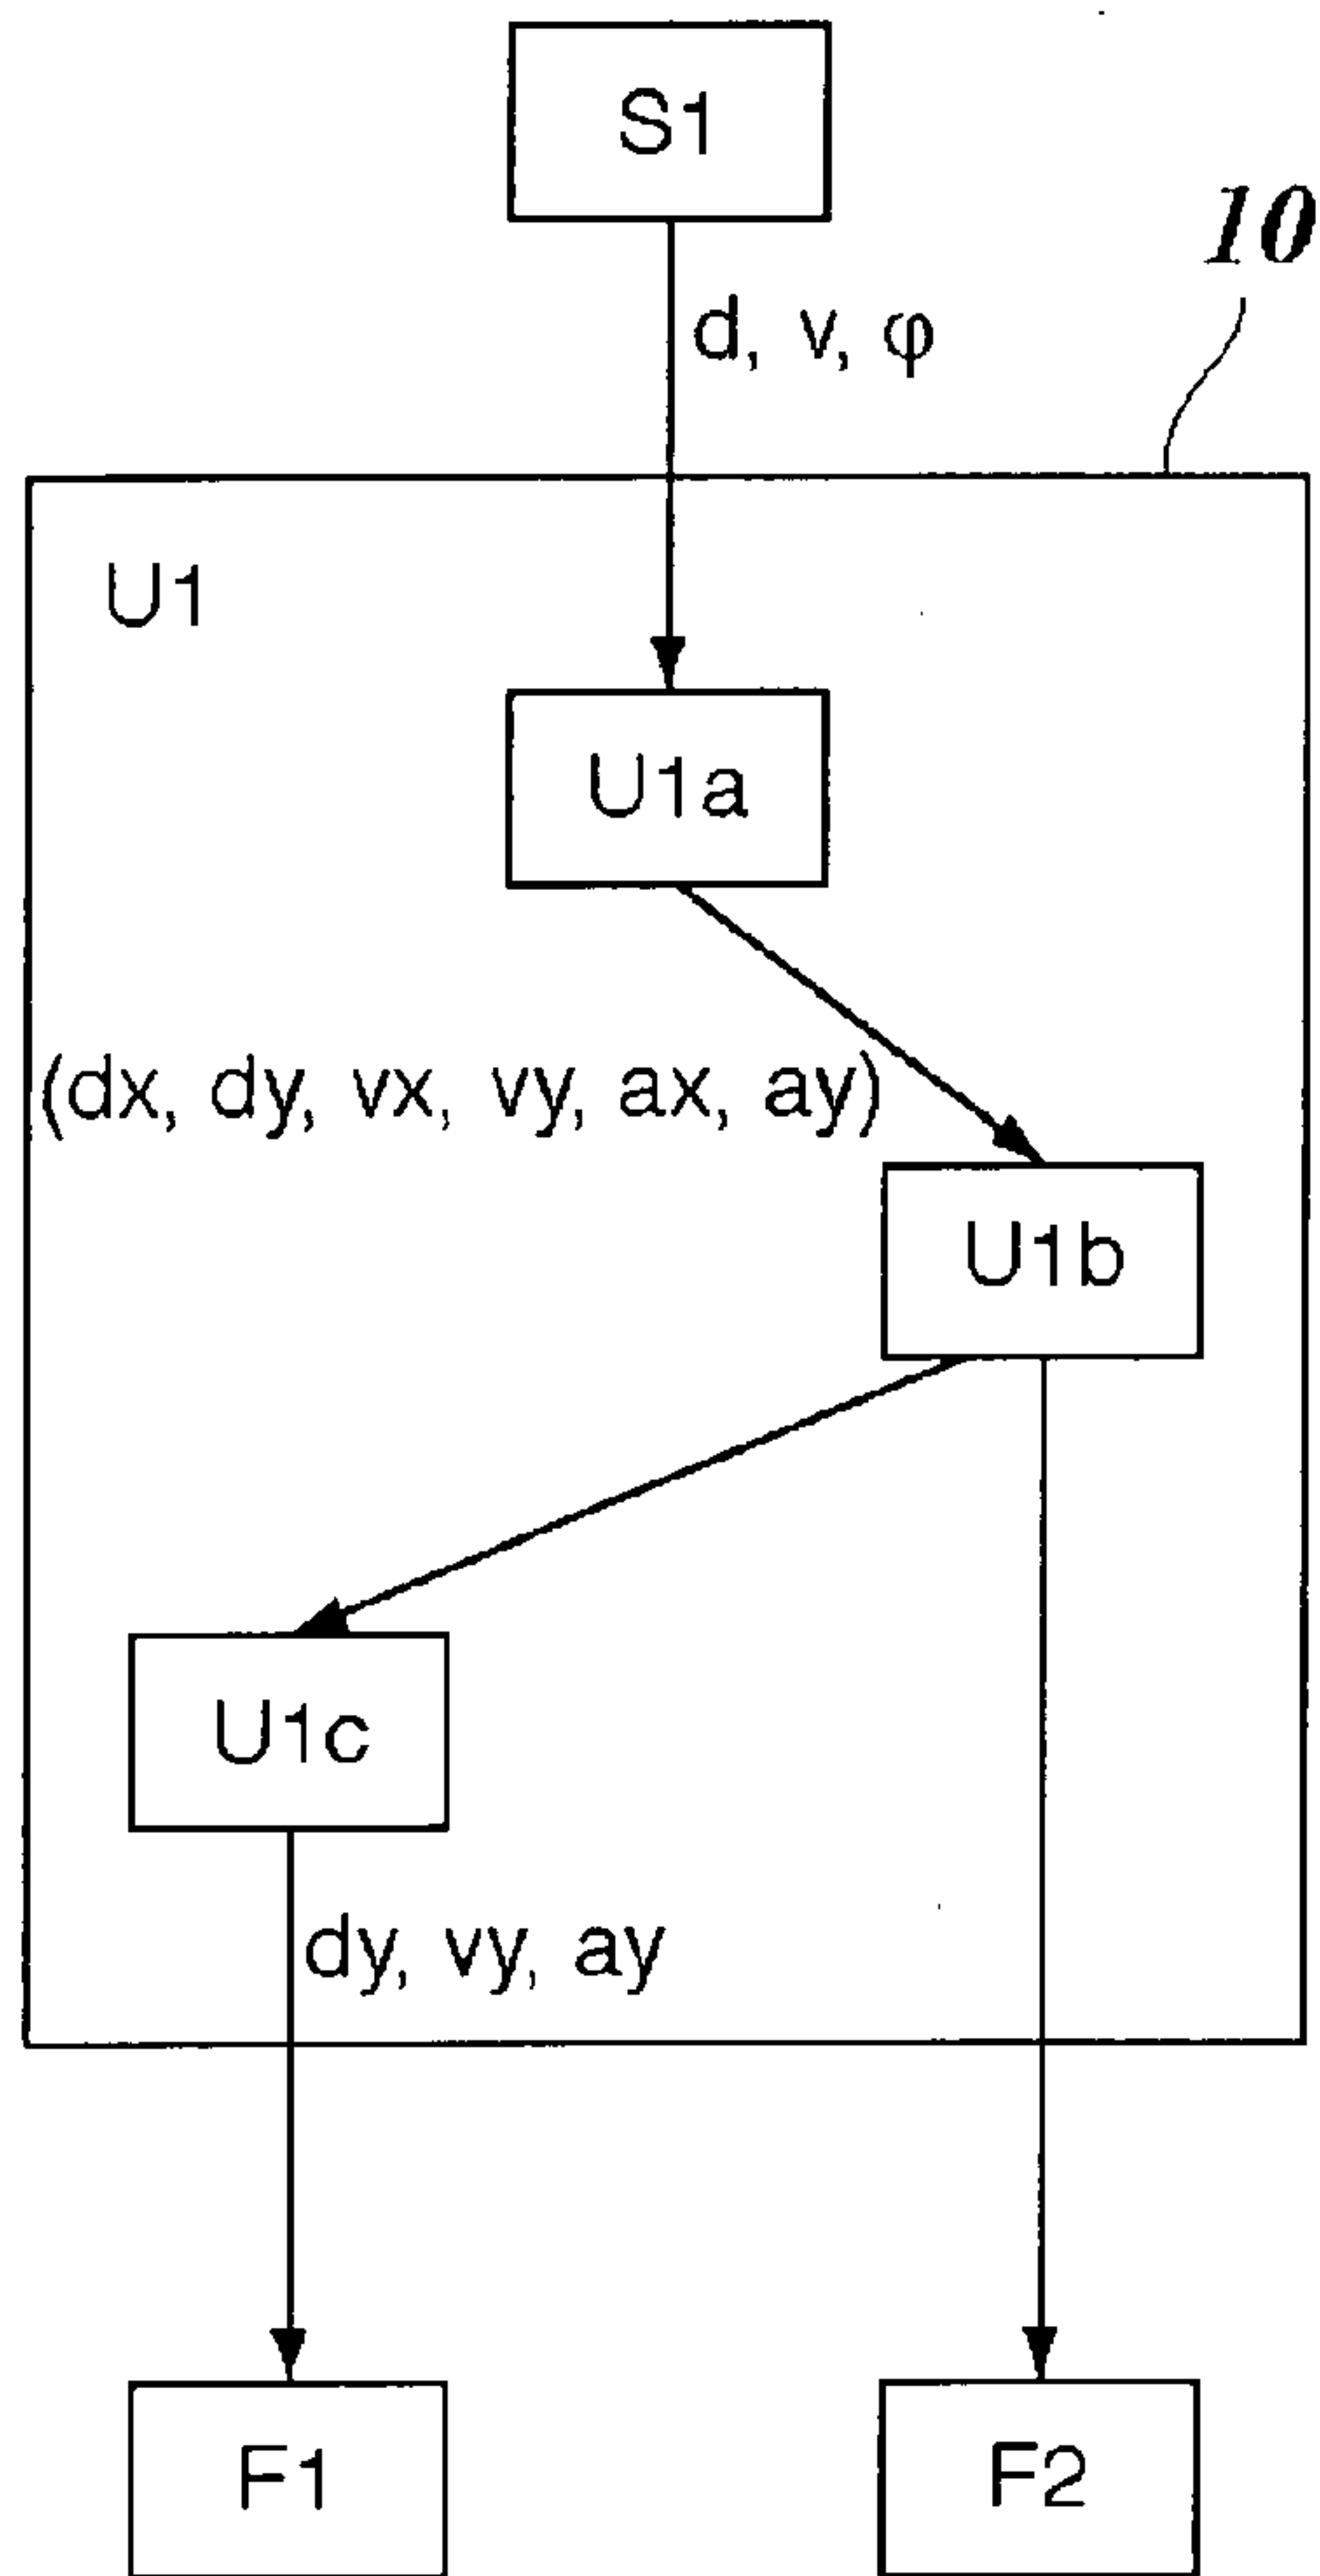 S1
10
d, v, φ
U1
U1a
(dx, dy, vx, vy, ax, ay)
U1b
U1c
dy, vy, ay
F1
F2